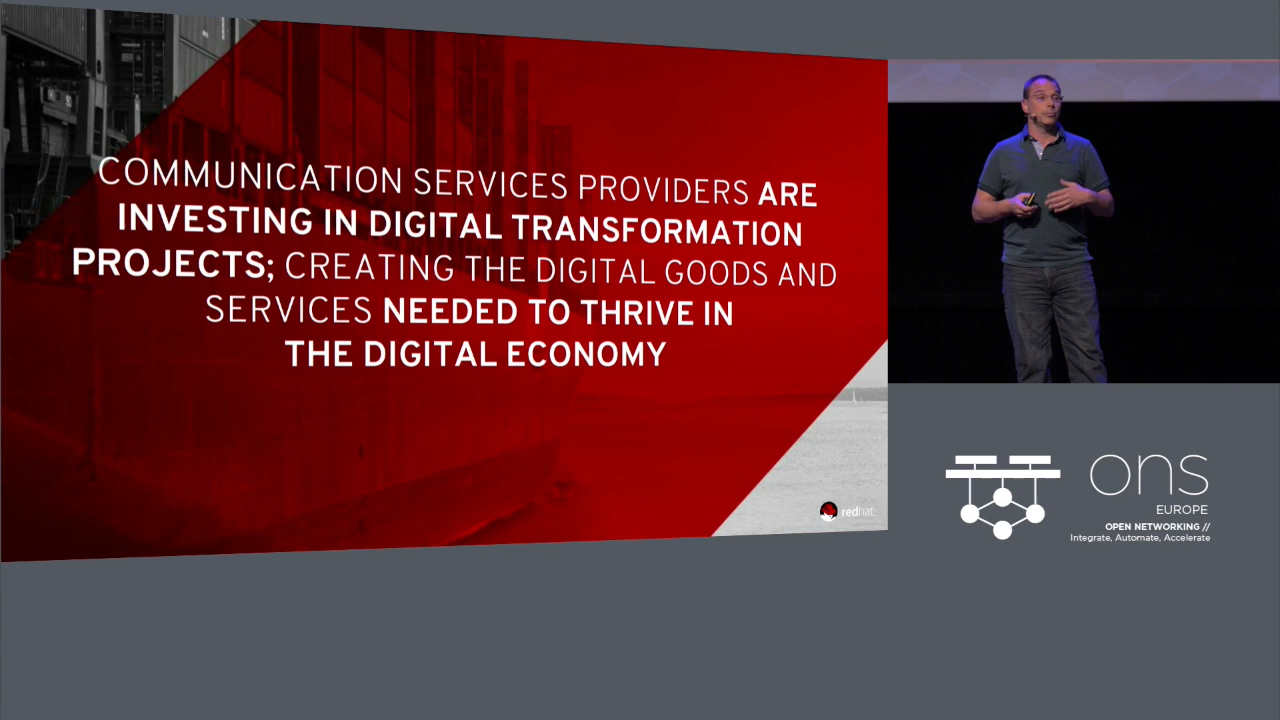 COMMUNICATION SERVICES PROVIDERS ARE
INVESTING IN DIGITAL TRANSFORMATION
PROJECTS; CREATING THE DIGITAL GOODS AND
SERVICES NEEDED TO THRIVE IN
THE DIGITAL ECONOMY
redhat.
ons
EUROPE
OPEN NETWORKING //
Integrate, Automate, Accelerate